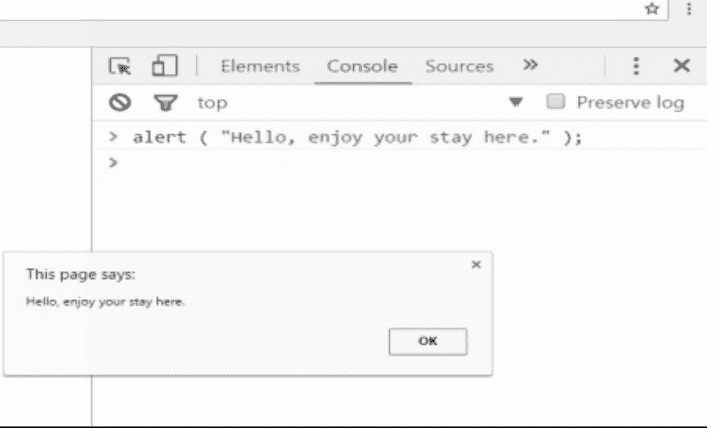 Elements Console Sources »
top Preserve log
> alert ( "Hello, enjoy your stay here." );
>
This page says:
Hello, enjoy your stay here.
OK